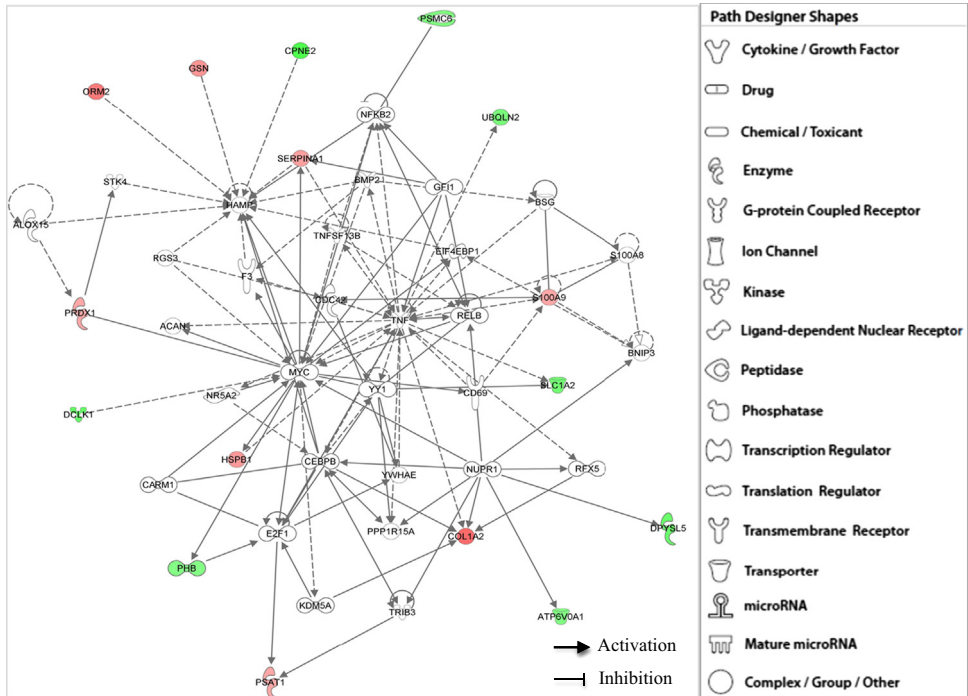 PSMC6
CPNE2
GSN
ORM2
NFKB2
UBQLN2
SERPINA1
STK4
BMP2
GFI1
BSG
HAMP
ALOX15
TNFSF13B
EIF4EBP1
S100A8
RGS3
F3
CDC42
S100A9
PRDX1
ACAN
TNF
RELB
BNIP3
MYC
YY1
SLC1A2
NR5A2
CD69
DCLK1
HSPB1
CEBPB
YWHAE
NUPR1
RFX5
CARM1
E2F1
PPP1R15A
COL1A2
DPYSL5
PHB
KDM5A
TRIB3
ATP6V0A1
PSAT1
Activation
Inhibition
Path Designer Shapes
Cytokine / Growth Factor
Drug
Chemical / Toxicant
Enzyme
G-protein Coupled Receptor
Ion Channel
Kinase
Ligand-dependent Nuclear Receptor
Peptidase
Phosphatase
Transcription Regulator
Translation Regulator
Transmembrane Receptor
Transporter
microRNA
Mature microRNA
Complex / Group / Other